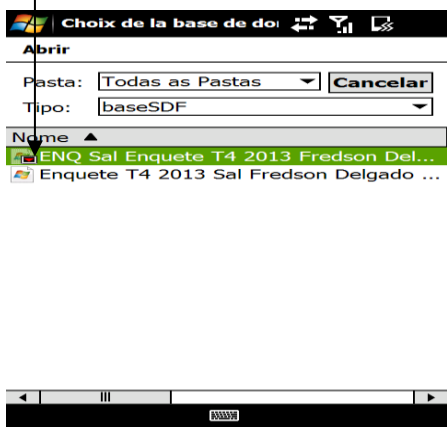 Choix de la base de do
Abrir
Pasta: Todas as Pastas Cancelar
Tipo: baseSDF
Nome
ENQ Sal Enquete T4 2013 Fredson Del...
Enquete T4 2013 Sal Fredson Delgado ...